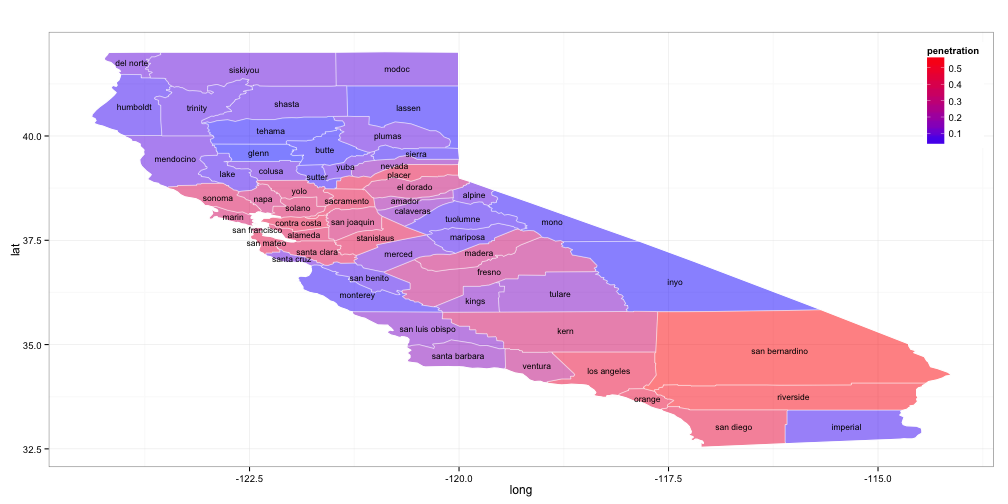 penetration
0.5
0.4
0.3
0.2
0.1
del norte
siskiyou
modoc
humboldt
trinity
shasta
lassen
tehama
plumas
mendocino
glenn
butte
sierra
lake
colusa
sutter
yuba
nevada
placer
sonoma
napa
yolo
sacramento
el dorado
amador
alpine
calaveras
solano
marin
contra costa
san joaquin
tuolumne
mono
san francisco
alameda
stanislaus
mariposa
san mateo
santa clara
merced
madera
santa cruz
san benito
fresno
monterey
kings
tulare
inyo
san luis obispo
kern
santa barbara
ventura
los angeles
san bernardino
orange
riverside
san diego
imperial
40.0
37.5
35.0
32.5
lat
-122.5
-120.0
-117.5
-115.0
long